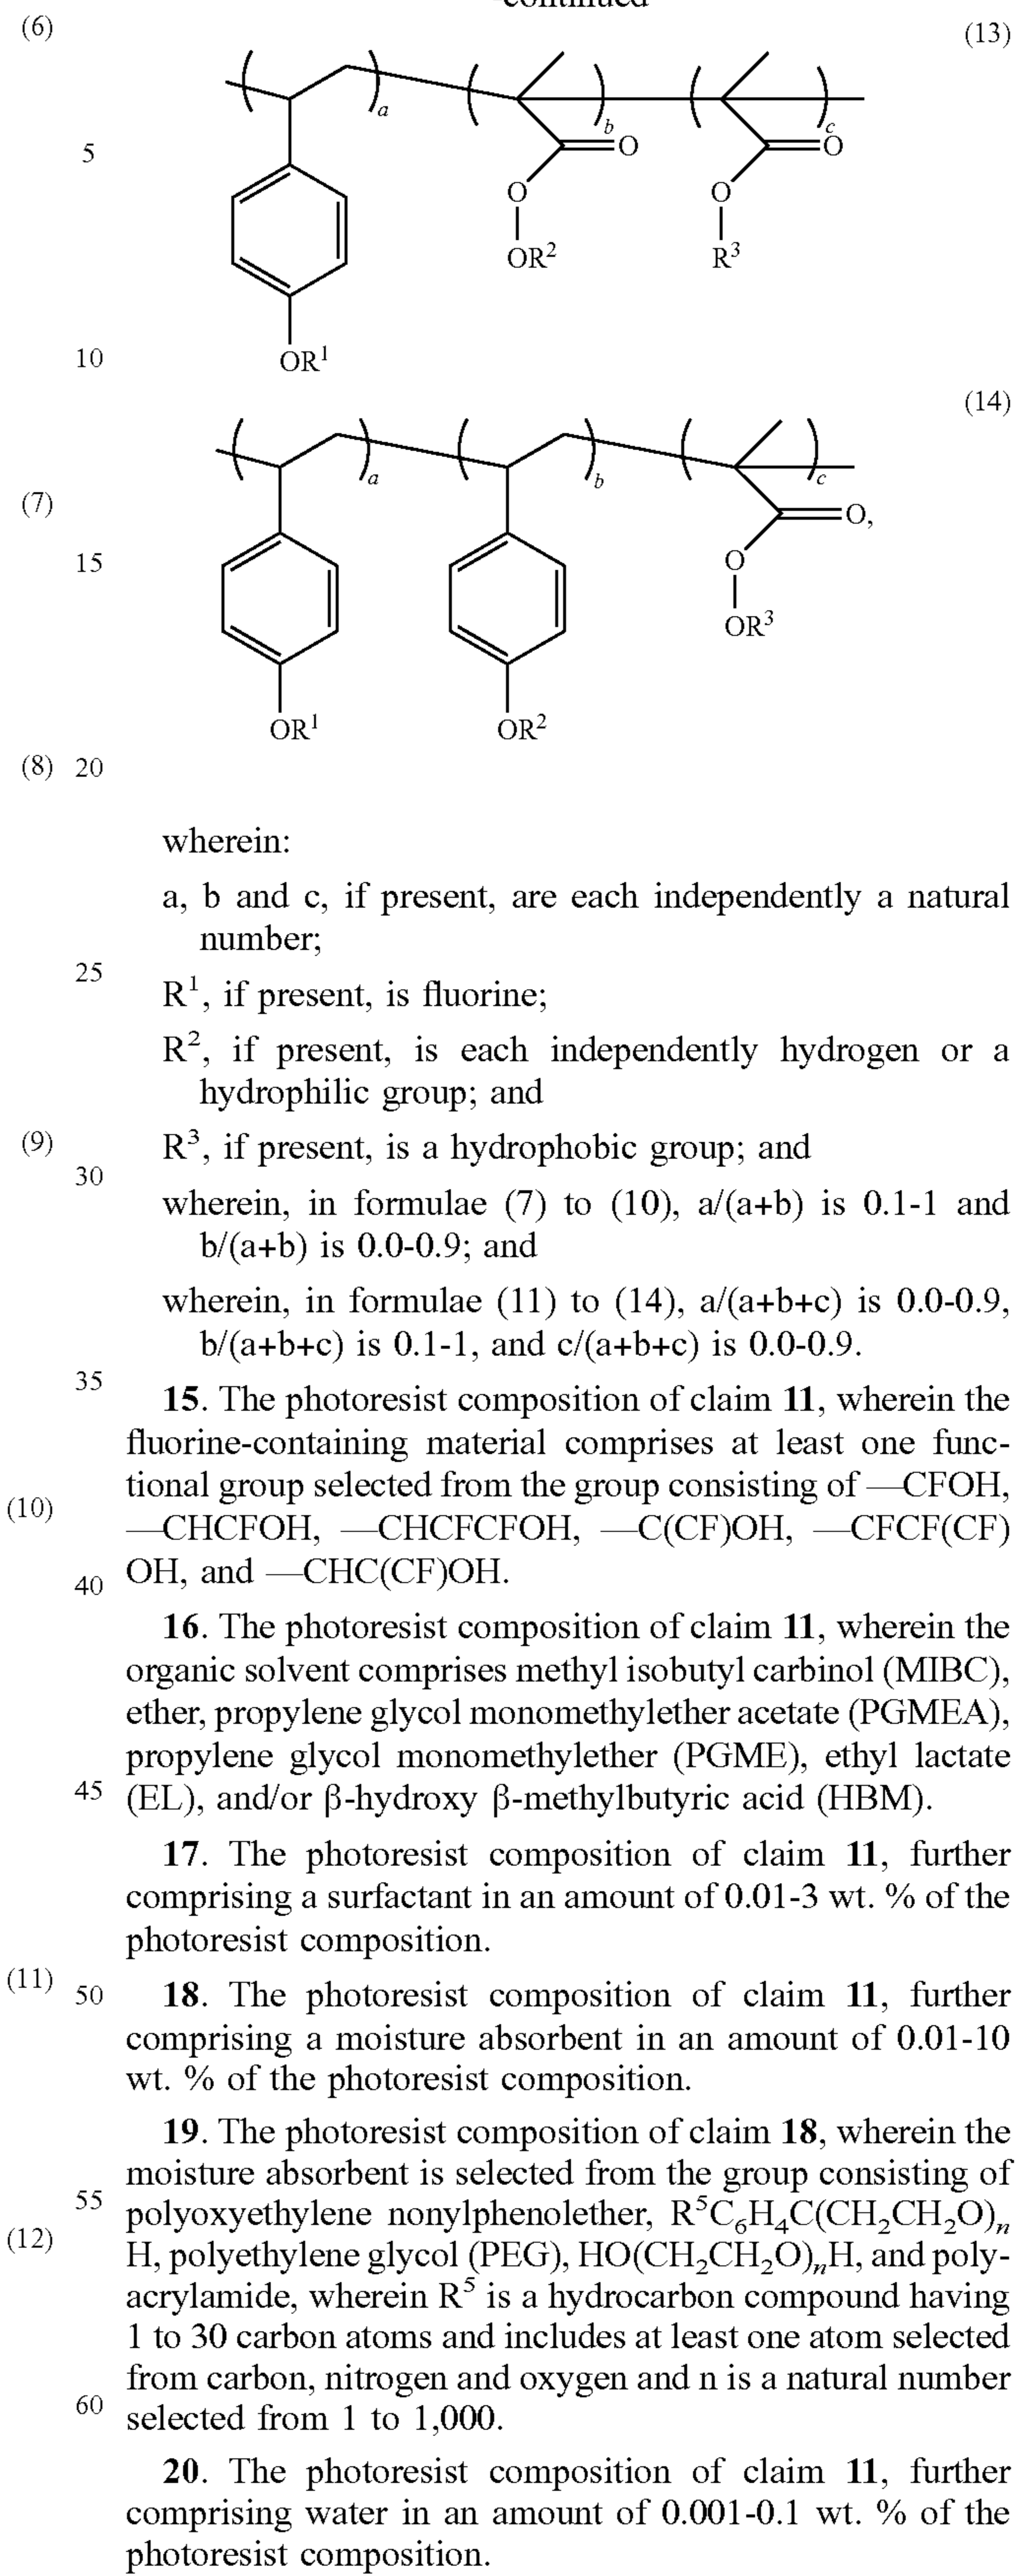 -continued
(6)
(13)
a
b
c
O
O
5
O
O
OR²
R³
10
OR¹
(14)
a
b
c
(7)
O,
15
O
OR³
OR¹
OR²
(8) 20
wherein:
a, b and c, if present, are each independently a natural
number;
25
R¹, if present, is fluorine;
R², if present, is each independently hydrogen or a
hydrophilic group; and
(9)
R³, if present, is a hydrophobic group; and
30
wherein, in formulae (7) to (10), a/(a+b) is 0.1-1 and
b/(a+b) is 0.0-0.9; and
wherein, in formulae (11) to (14), a/(a+b+c) is 0.0-0.9,
b/(a+b+c) is 0.1-1, and c/(a+b+c) is 0.0-0.9.
35
15. The photoresist composition of claim 11, wherein the
fluorine-containing material comprises at least one func-
tional group selected from the group consisting of —CFOH,
(10)
—CHCFOH, —CHCFCFOH, —C(CF)OH, —CFCF(CF)
OH, and —CHC(CF)OH.
40
16. The photoresist composition of claim 11, wherein the
organic solvent comprises methyl isobutyl carbinol (MIBC),
ether, propylene glycol monomethylether acetate (PGMEA),
propylene glycol monomethylether (PGME), ethyl lactate
45
(EL), and/or β-hydroxy β-methylbutyric acid (HBM).
17. The photoresist composition of claim 11, further
comprising a surfactant in an amount of 0.01-3 wt. % of the
photoresist composition.
(11)
50
18. The photoresist composition of claim 11, further
comprising a moisture absorbent in an amount of 0.01-10
wt. % of the photoresist composition.
19. The photoresist composition of claim 18, wherein the
moisture absorbent is selected from the group consisting of
55
polyoxyethylene nonylphenolether, R⁵C₆H₄C(CH₂CH₂O)ₙ
(12)
H, polyethylene glycol (PEG), HO(CH₂CH₂O)ₙH, and poly-
acrylamide, wherein R⁵ is a hydrocarbon compound having
1 to 30 carbon atoms and includes at least one atom selected
from carbon, nitrogen and oxygen and n is a natural number
60
selected from 1 to 1,000.
20. The photoresist composition of claim 11, further
comprising water in an amount of 0.001-0.1 wt. % of the
photoresist composition.